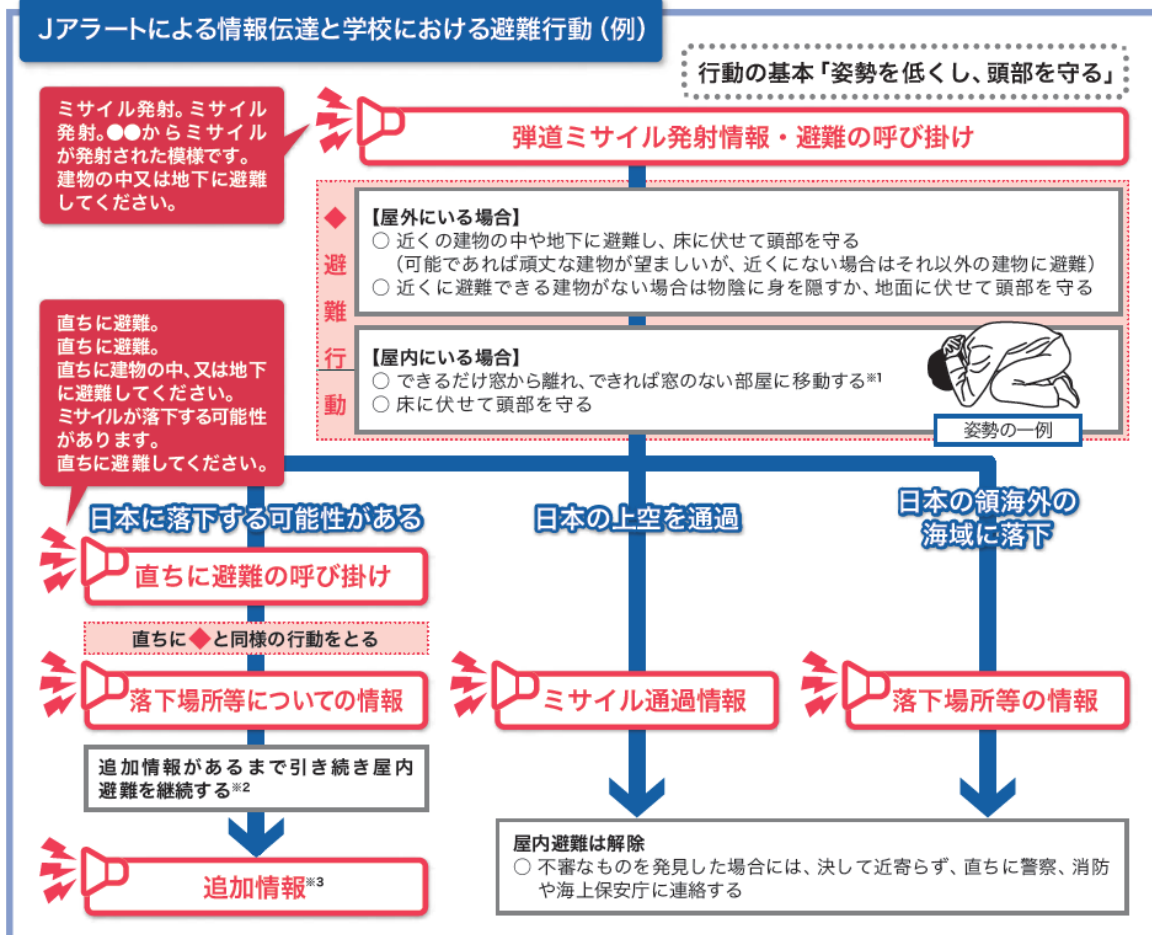 Jアラートによる情報伝達と学校における避難行動（例）
行動の基本「姿勢を低くし、頭部を守る」
ミサイル発射。ミサイル
発射。●●からミサイル
が発射された模様です。
建物の中又は地下に避難
してください。
弾道ミサイル発射情報・避難の呼び掛け
◆避難行動
【屋外にいる場合】
○ 近くの建物の中や地下に避難し、床に伏せて頭部を守る
（可能であれば頑丈な建物が望ましいが、近くにない場合はそれ以外の建物に避難）
○ 近くに避難できる建物がない場合は物陰に身を隠すか、地面に伏せて頭部を守る
【屋内にいる場合】
○ できるだけ窓から離れ、できれば窓のない部屋に移動する※1
○ 床に伏せて頭部を守る
姿勢の一例
直ちに避難。
直ちに避難。
直ちに建物の中、又は地下
に避難してください。
ミサイルが落下する可能性
があります。
直ちに避難してください。
日本に落下する可能性がある
直ちに避難の呼び掛け
直ちに◆と同様の行動をとる
落下場所等についての情報
追加情報があるまで引き続き屋内
避難を継続する※2
追加情報※3
日本の上空を通過
ミサイル通過情報
日本の領海外の
海域に落下
落下場所等の情報
屋内避難は解除
○ 不審なものを発見した場合には、決して近寄らず、直ちに警察、消防
や海上保安庁に連絡する